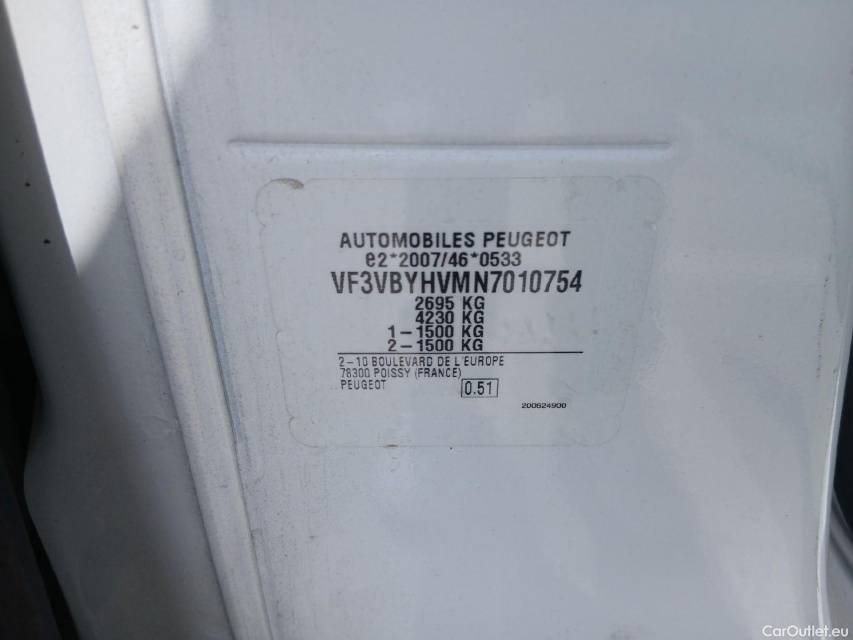 AUTOMOBILES PEUGEOT
e2*2007/46*0533
VF3VBYHVMN7010754
2695 KG
4230 KG
1-1500 KG
2-1500 KG
2-10 BOULEVARD DE L'EUROPE
78300 POISSY (FRANCE)
PEUGEOT
0.51
200624900
CarOutlet.eu